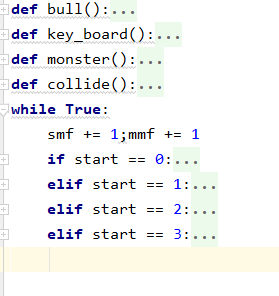 def bull():...
def key_board():...
def monster():...
def collide():...
while True:
    smf += 1;mmf += 1
    if start == 0:...
    elif start == 1:...
    elif start == 2:...
    elif start == 3:...